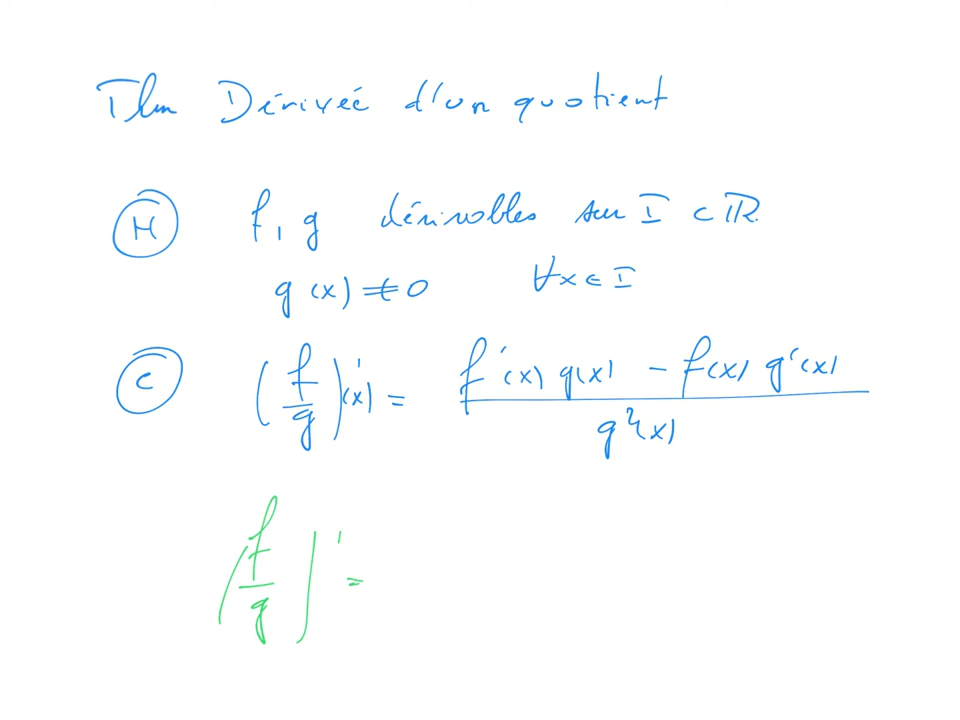 Thm Dérivée d'un quotient
H f, g dérivables sur I ⊂ ℝ.
g(x) ≠ 0 ∀x ∈ I
C (f/g)'(x) = (f'(x) g(x) - f(x) g'(x)) / g²(x)
(f/g)' =